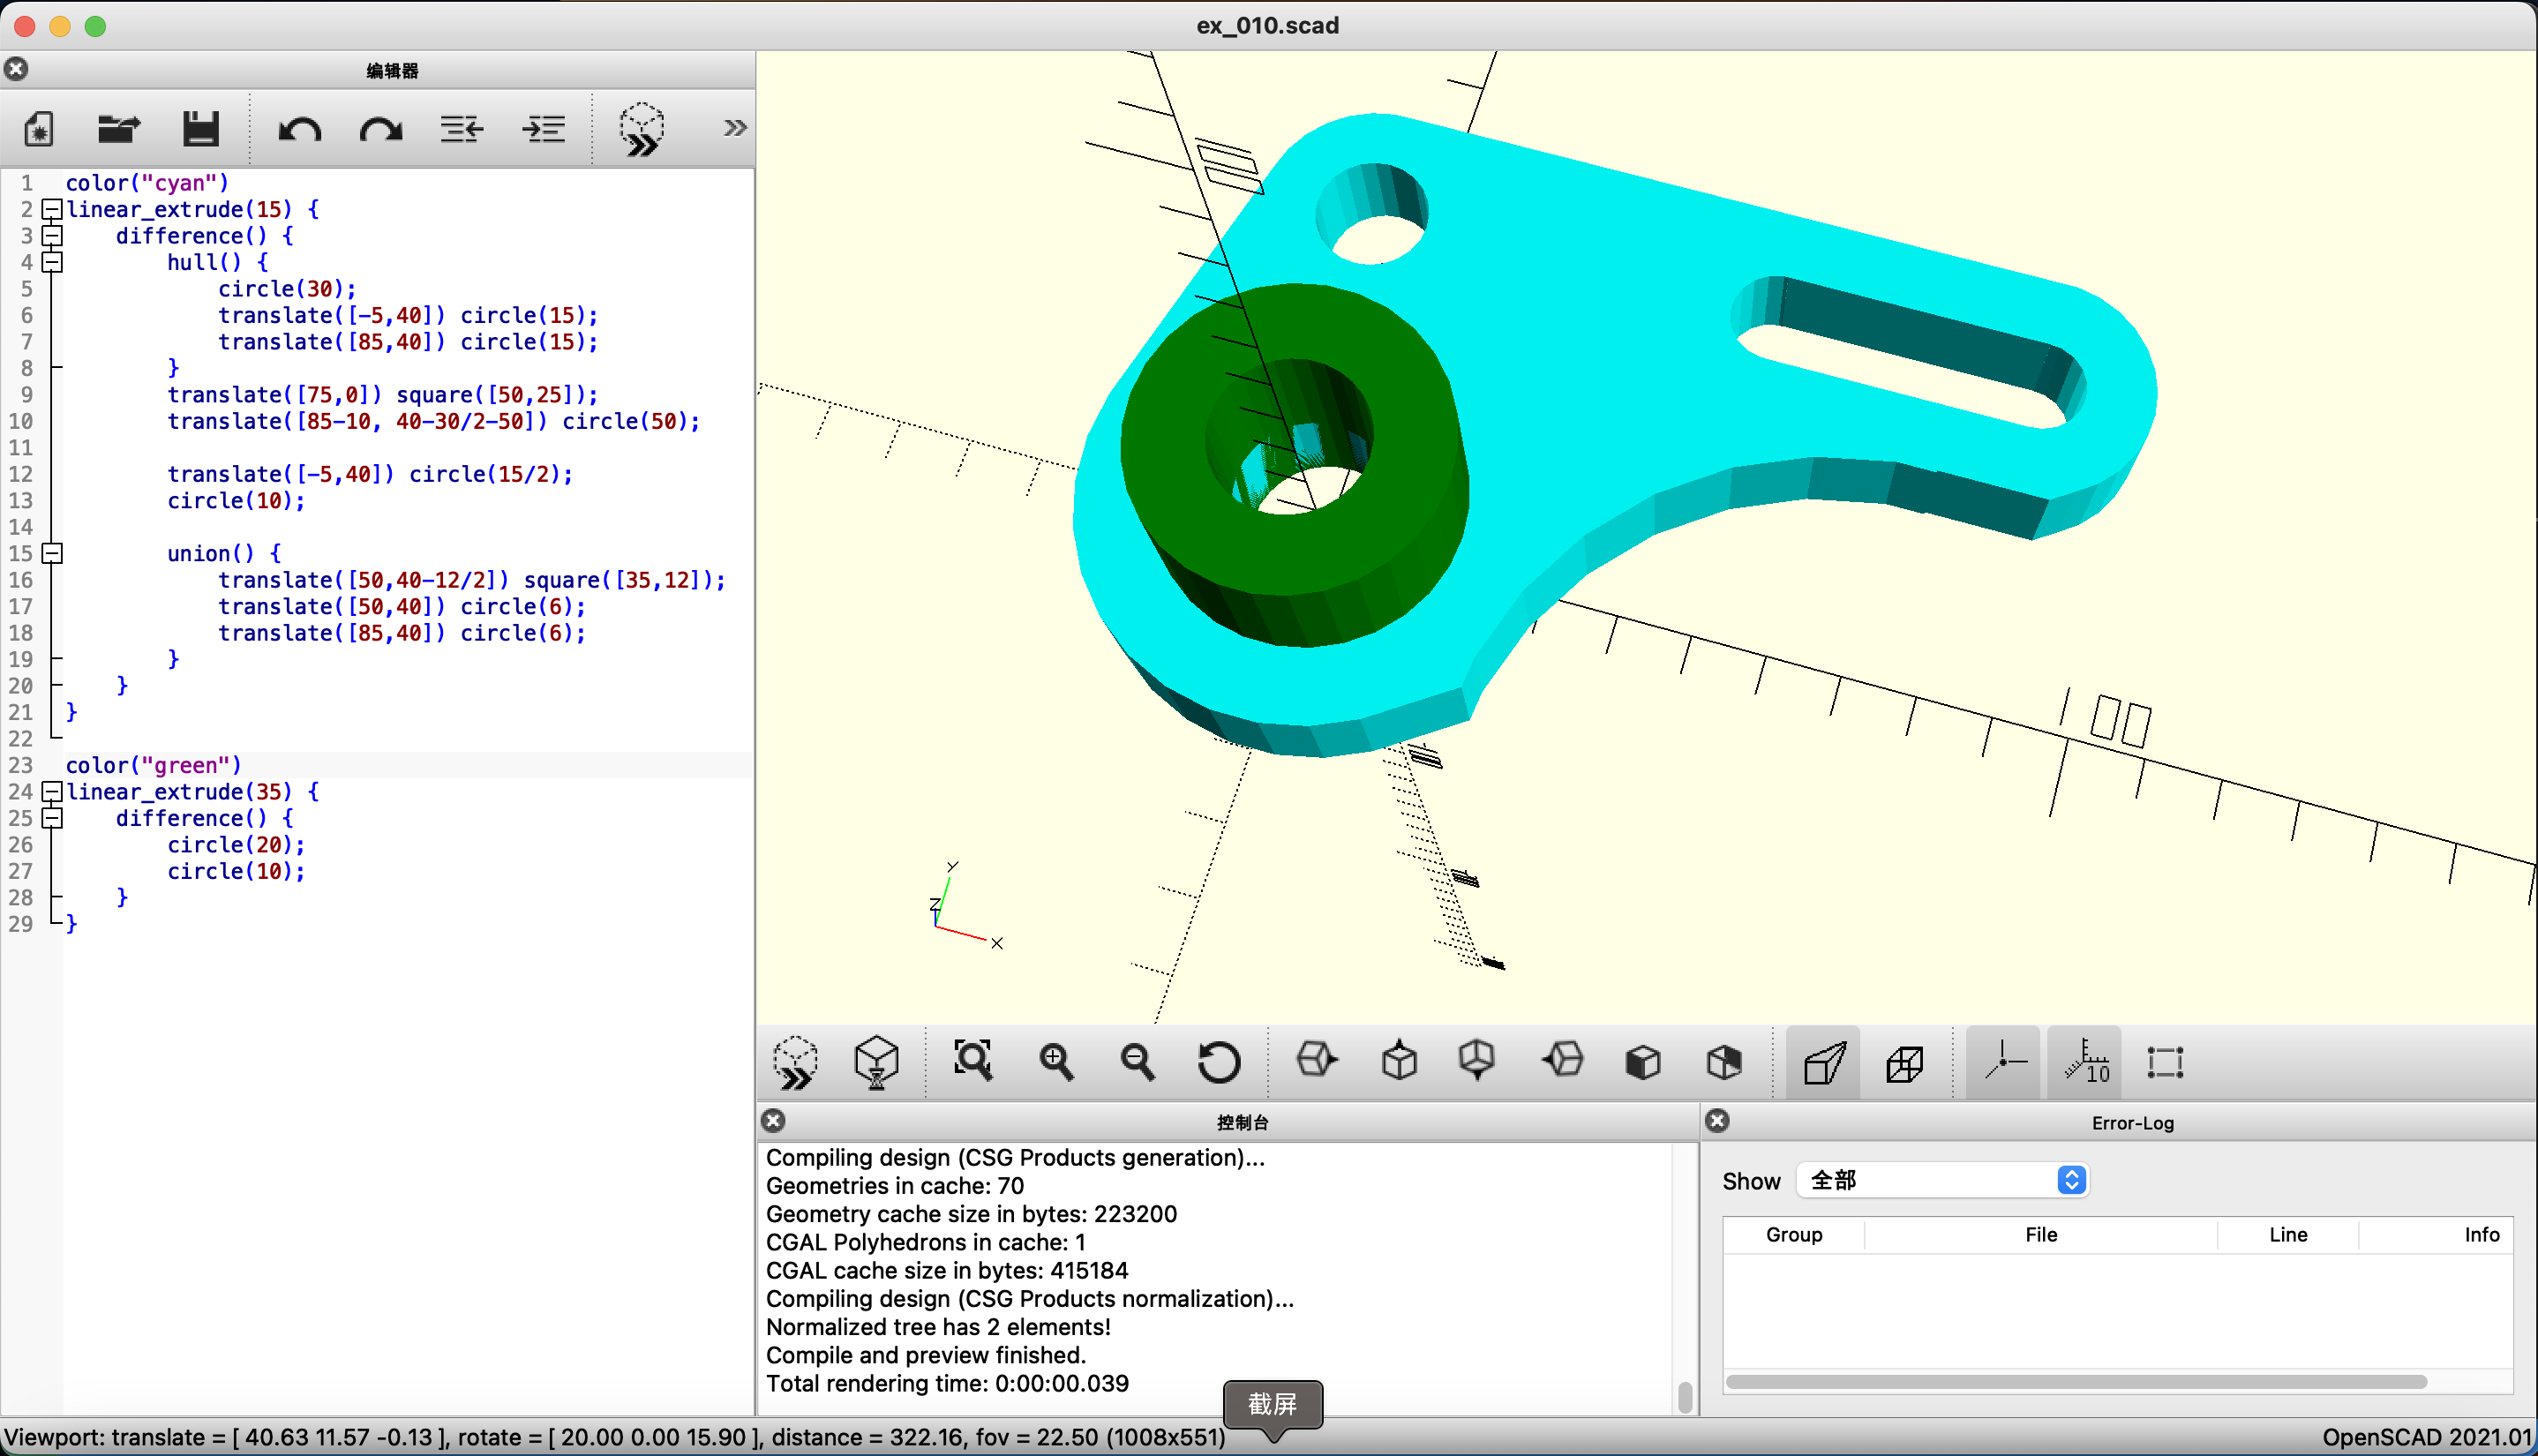 ex_010.scad
编辑器
1 color("cyan")
2 linear_extrude(15) {
3     difference() {
4         hull() {
5             circle(30);
6             translate([-5,40]) circle(15);
7             translate([85,40]) circle(15);
8         }
9         translate([75,0]) square([50,25]);
10         translate([85-10, 40-30/2-50]) circle(50);
11
12         translate([-5,40]) circle(15/2);
13         circle(10);
14
15         union() {
16             translate([50,40-12/2]) square([35,12]);
17             translate([50,40]) circle(6);
18             translate([85,40]) circle(6);
19         }
20     }
21 }
22
23 color("green")
24 linear_extrude(35) {
25     difference() {
26         circle(20);
27         circle(10);
28     }
29 }
Y
Z
X
10
控制台
Compiling design (CSG Products generation)...
Geometries in cache: 70
Geometry cache size in bytes: 223200
CGAL Polyhedrons in cache: 1
CGAL cache size in bytes: 415184
Compiling design (CSG Products normalization)...
Normalized tree has 2 elements!
Compile and preview finished.
Total rendering time: 0:00:00.039
Error-Log
Show 全部
Group File Line Info
截屏
Viewport: translate = [ 40.63 11.57 -0.13 ], rotate = [ 20.00 0.00 15.90 ], distance = 322.16, fov = 22.50 (1008x551)
OpenSCAD 2021.01